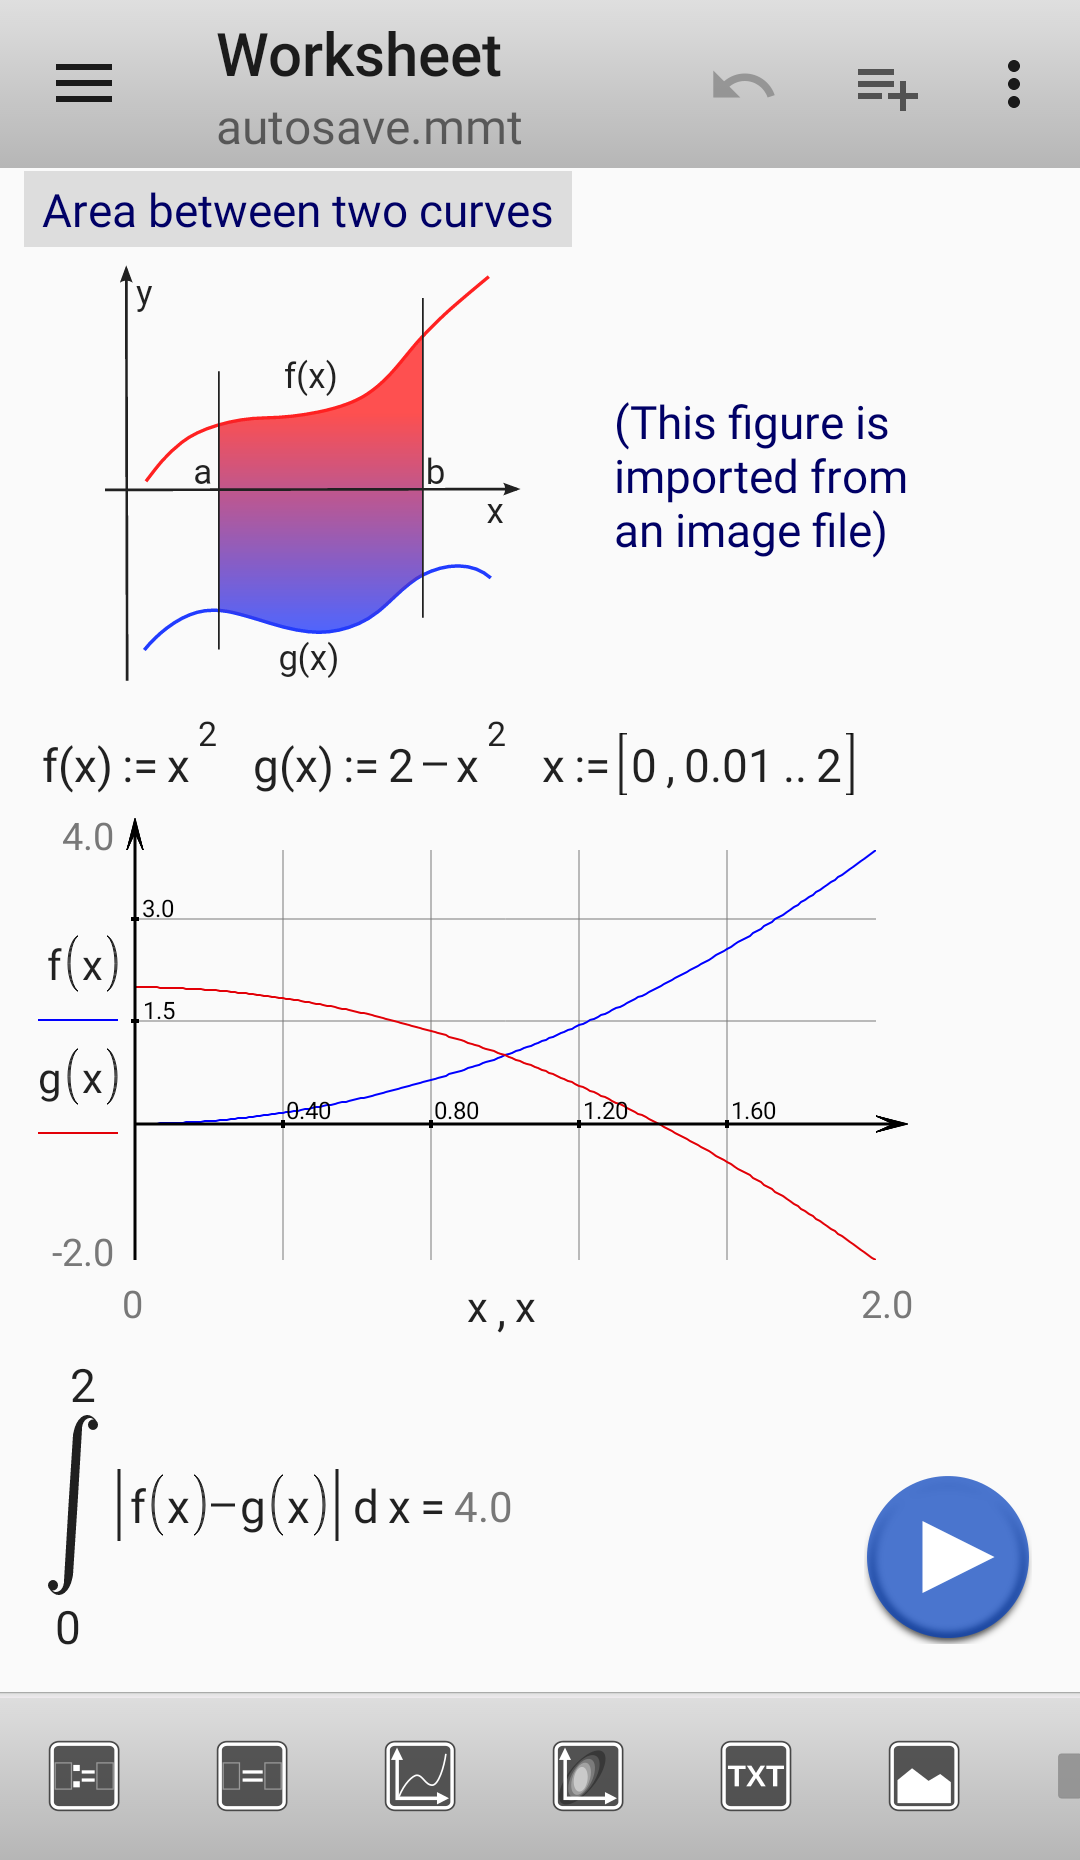 Worksheet
autosave.mmt
Area between two curves
y
f(x)
a
b
x
g(x)
(This figure is
imported from
an image file)
f(x) := x² g(x) := 2 − x² x := [0 , 0.01 .. 2]
4.0
3.0
f(x)
1.5
g(x)
0.40 0.80 1.20 1.60
-2.0
0 x , x 2.0
2
∫ |f(x)−g(x)| d x = 4.0
0
:= = TXT